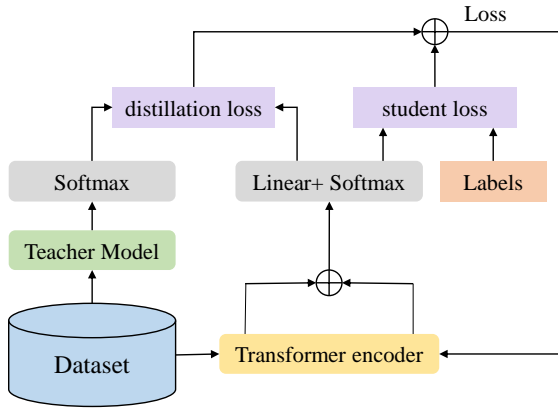 Loss
distillation loss
student loss
Softmax
Linear+ Softmax
Labels
Teacher Model
Dataset
Transformer encoder